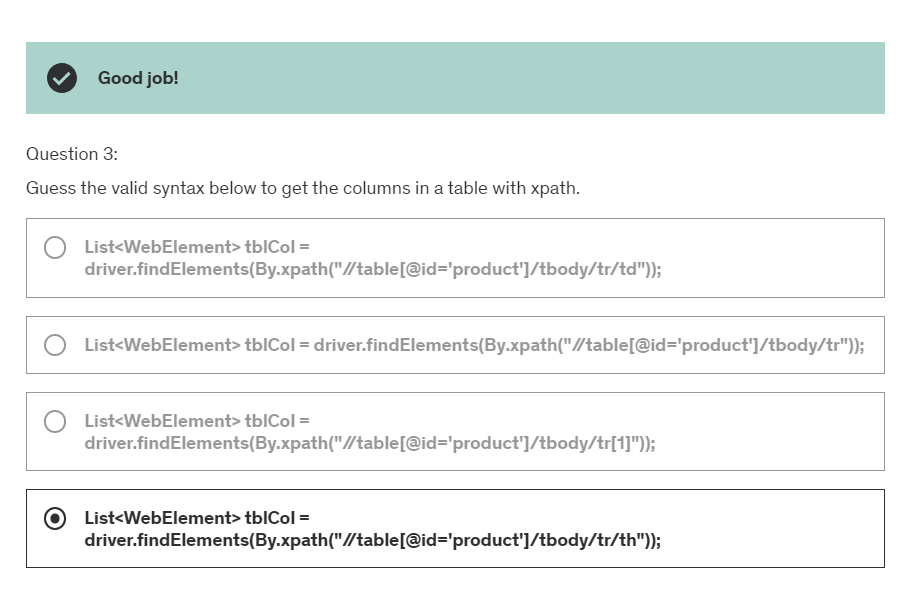 Good job!
Question 3:
Guess the valid syntax below to get the columns in a table with xpath.
List<WebElement> tblCol =
driver.findElements(By.xpath("//table[@id='product']/tbody/tr/td"));
List<WebElement> tblCol = driver.findElements(By.xpath("//table[@id='product']/tbody/tr"));
List<WebElement> tblCol =
driver.findElements(By.xpath("//table[@id='product']/tbody/tr[1]"));
List<WebElement> tblCol =
driver.findElements(By.xpath("//table[@id='product']/tbody/tr/th"));